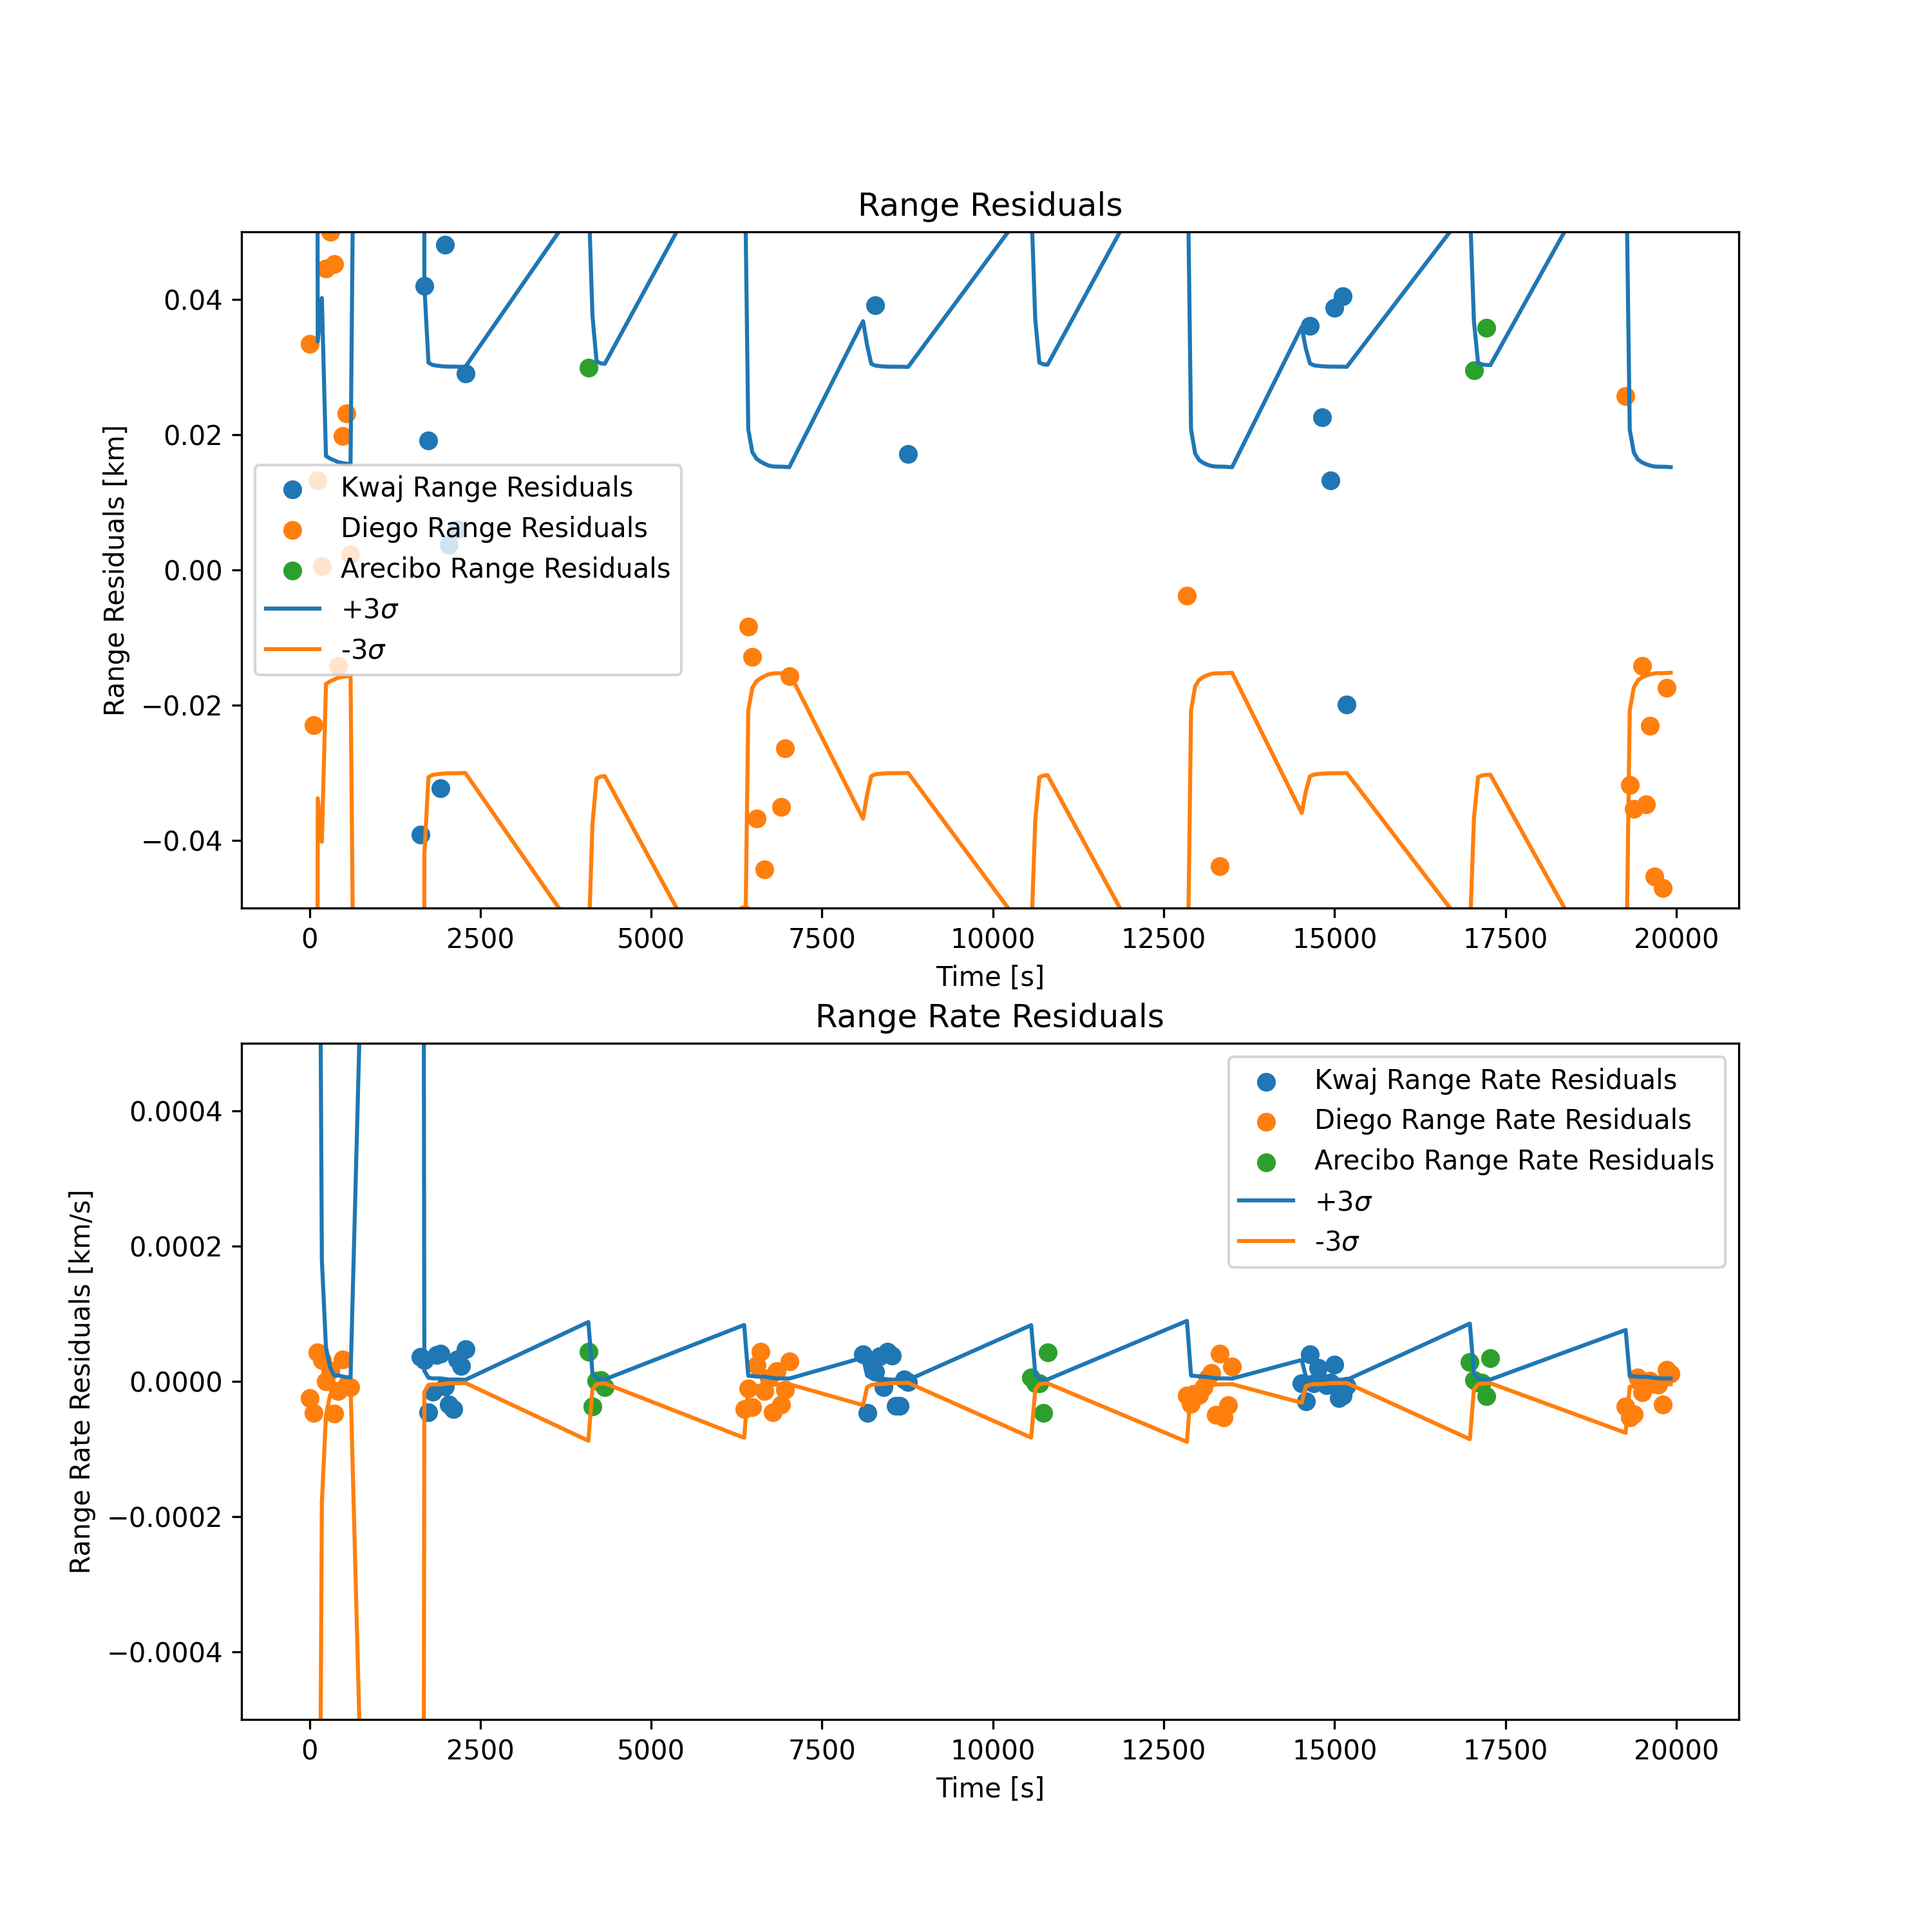 Range Residuals
Range Residuals [km]
0.04
0.02
0.00
−0.02
−0.04
Kwaj Range Residuals
Diego Range Residuals
Arecibo Range Residuals
+3σ
-3σ
0 2500 5000 7500 10000 12500 15000 17500 20000
Time [s]
Range Rate Residuals
Range Rate Residuals [km/s]
0.0004
0.0002
0.0000
−0.0002
−0.0004
Kwaj Range Rate Residuals
Diego Range Rate Residuals
Arecibo Range Rate Residuals
+3σ
-3σ
0 2500 5000 7500 10000 12500 15000 17500 20000
Time [s]